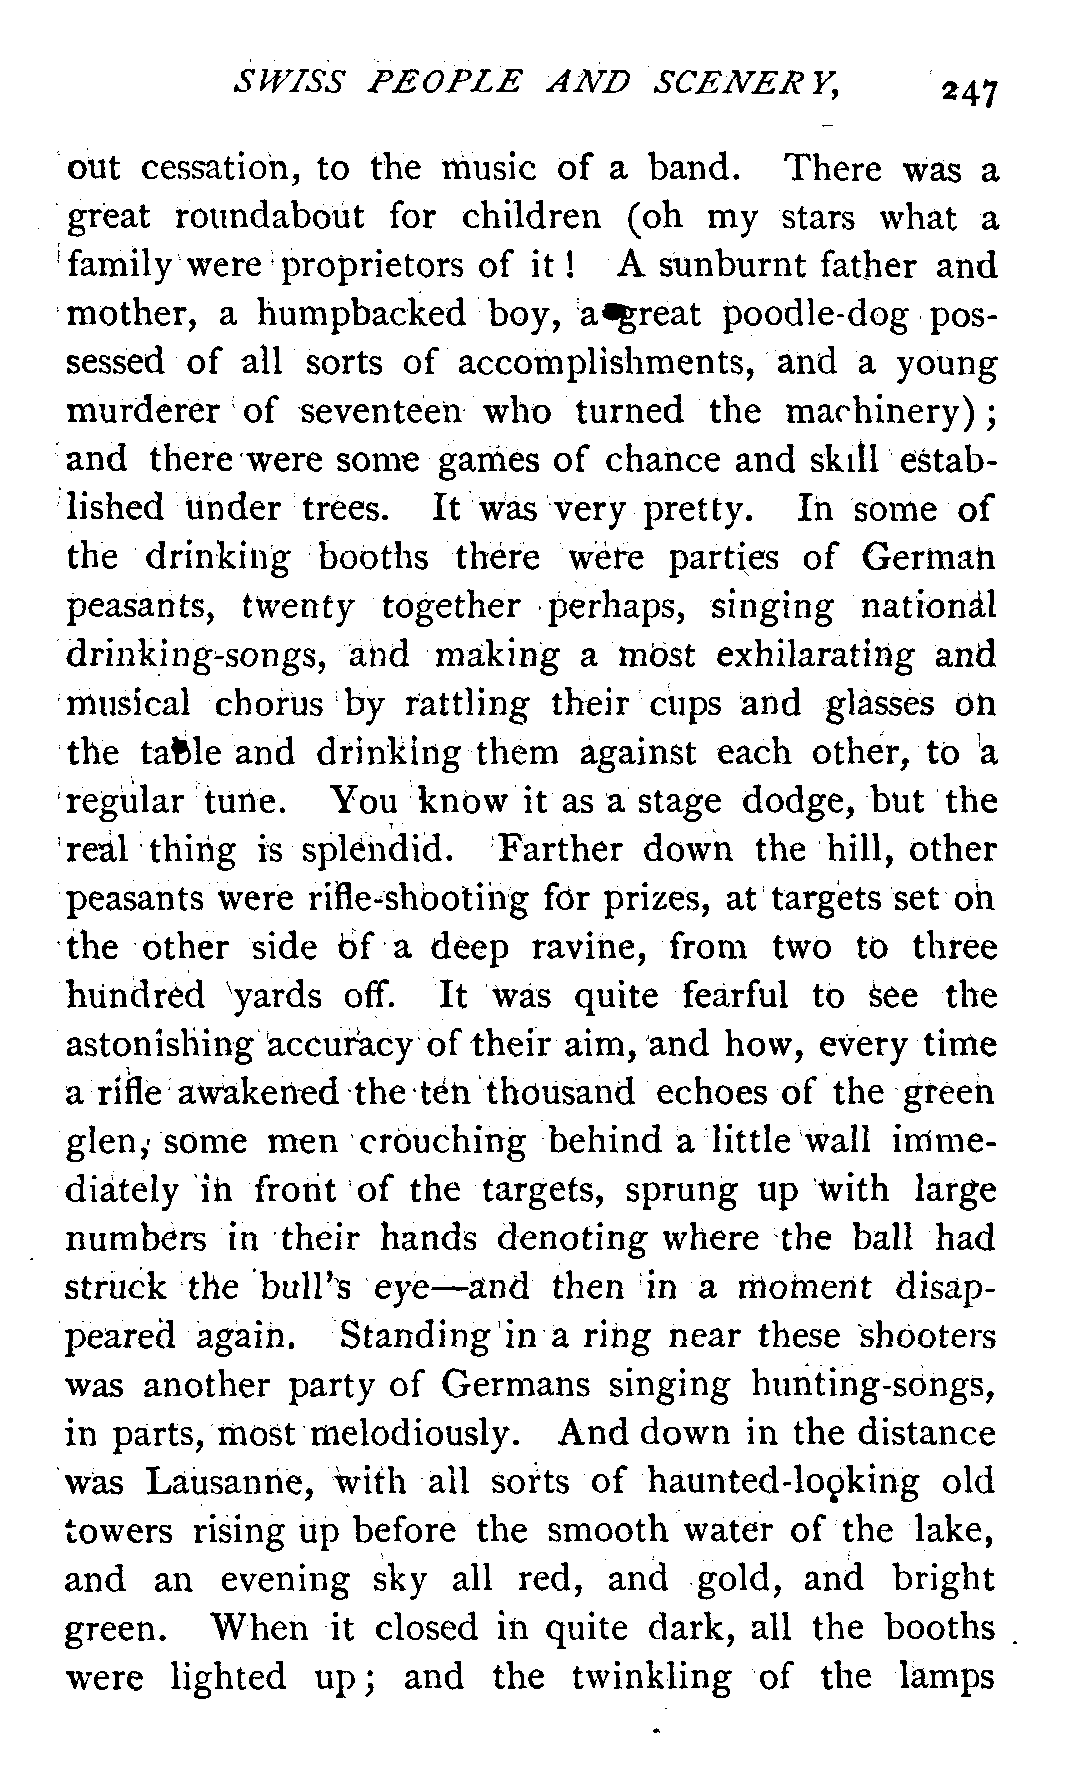 SWISS PEOPLE AND SCENERY, 247
out cessation, to the music of a band. There was a
great roundabout for children (oh my stars what a
family were proprietors of it! A sunburnt father and
mother, a humpbacked boy, a great poodle-dog pos-
sessed of all sorts of accomplishments, and a young
murderer of seventeen who turned the machinery);
and there were some games of chance and skill estab-
lished under trees. It was very pretty. In some of
the drinking booths there were parties of German
peasants, twenty together perhaps, singing national
drinking-songs, and making a most exhilarating and
musical chorus by rattling their cups and glasses on
the table and drinking them against each other, to a
regular tune. You know it as a stage dodge, but the
real thing is splendid. Farther down the hill, other
peasants were rifle-shooting for prizes, at targets set on
the other side of a deep ravine, from two to three
hundred yards off. It was quite fearful to see the
astonishing accuracy of their aim, and how, every time
a rifle awakened the ten thousand echoes of the green
glen, some men crouching behind a little wall imme-
diately in front of the targets, sprung up with large
numbers in their hands denoting where the ball had
struck the bull's eye—and then in a moment disap-
peared again. Standing in a ring near these shooters
was another party of Germans singing hunting-songs,
in parts, most melodiously. And down in the distance
was Lausanne, with all sorts of haunted-looking old
towers rising up before the smooth water of the lake,
and an evening sky all red, and gold, and bright
green. When it closed in quite dark, all the booths
were lighted up; and the twinkling of the lamps